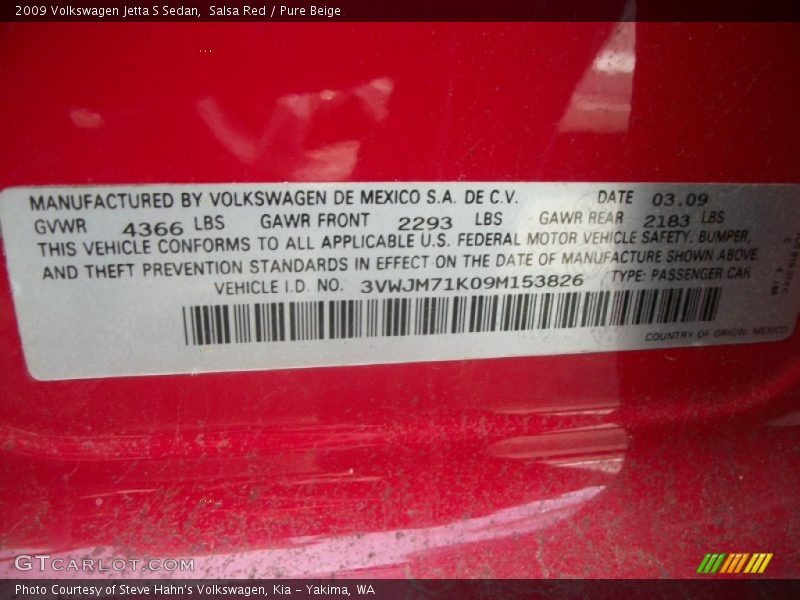 2009 Volkswagen Jetta S Sedan,  Salsa Red / Pure Beige
MANUFACTURED BY VOLKSWAGEN DE MEXICO S.A. DE C.V. DATE 03.09
GVWR 4366 LBS GAWR FRONT 2293 LBS GAWR REAR 2183 LBS
THIS VEHICLE CONFORMS TO ALL APPLICABLE U.S. FEDERAL MOTOR VEHICLE SAFETY, BUMPER,
AND THEFT PREVENTION STANDARDS IN EFFECT ON THE DATE OF MANUFACTURE SHOWN ABOVE.
VEHICLE I.D. NO. 3VWJM71K09M153826 TYPE: PASSENGER CAR
COUNTRY OF ORIGIN: MEXICO
GTCARLOT.COM
Photo Courtesy of Steve Hahn's Volkswagen, Kia - Yakima, WA